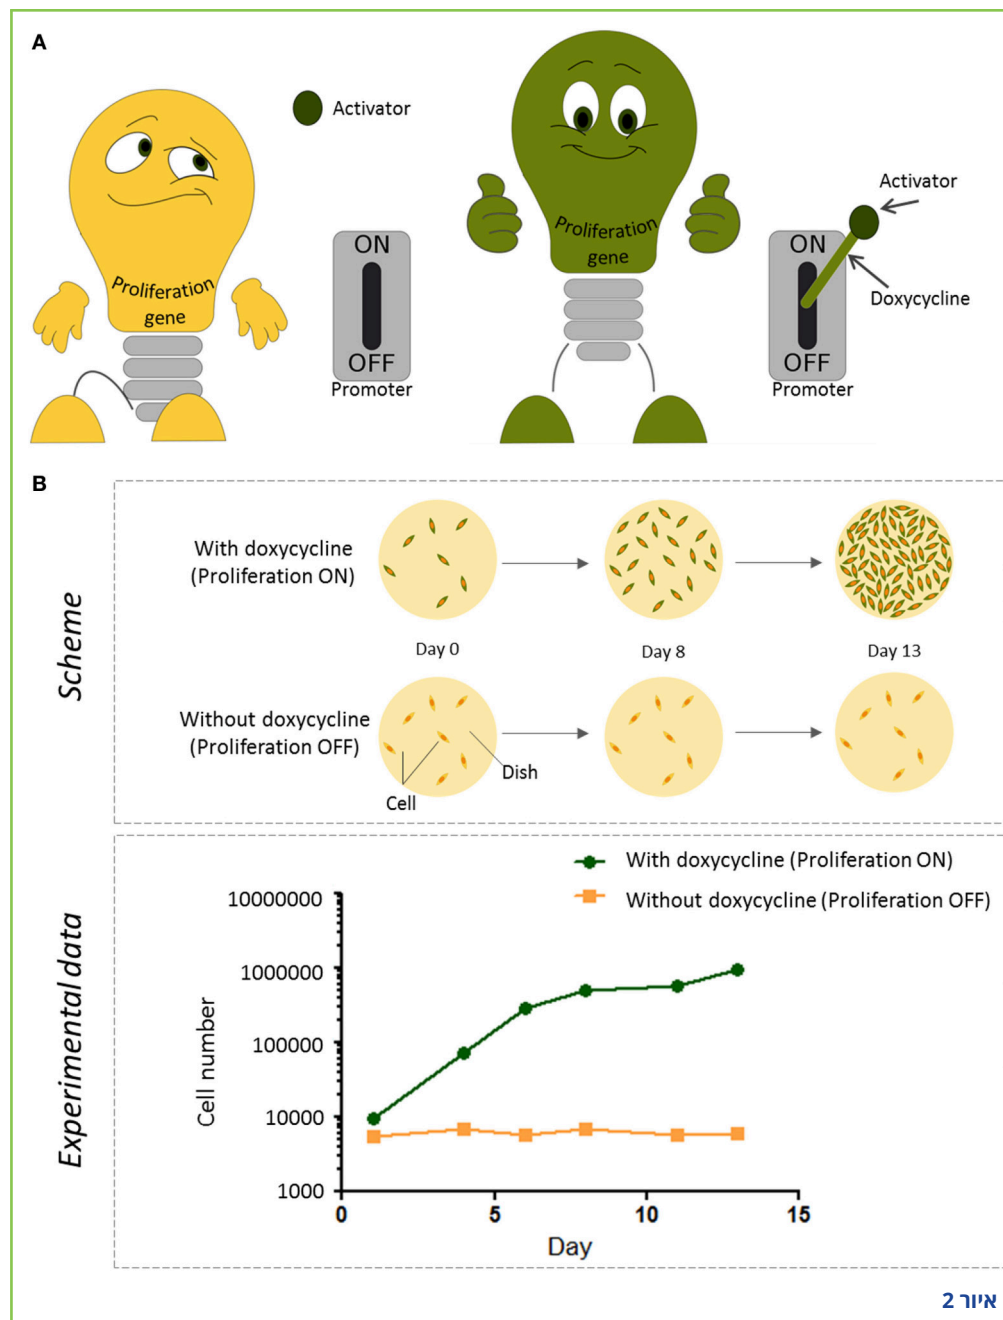 A
Activator
Proliferation
gene
ON
OFF
Promoter
Proliferation
gene
Activator
ON
OFF
Doxycycline
Promoter
B
Scheme
With doxycycline
(Proliferation ON)
Day 0
Day 8
Day 13
Without doxycycline
(Proliferation OFF)
Cell
Dish
Experimental data
With doxycycline (Proliferation ON)
Without doxycycline (Proliferation OFF)
Cell number
10000000
1000000
100000
10000
1000
0
5
10
15
Day
איור 2